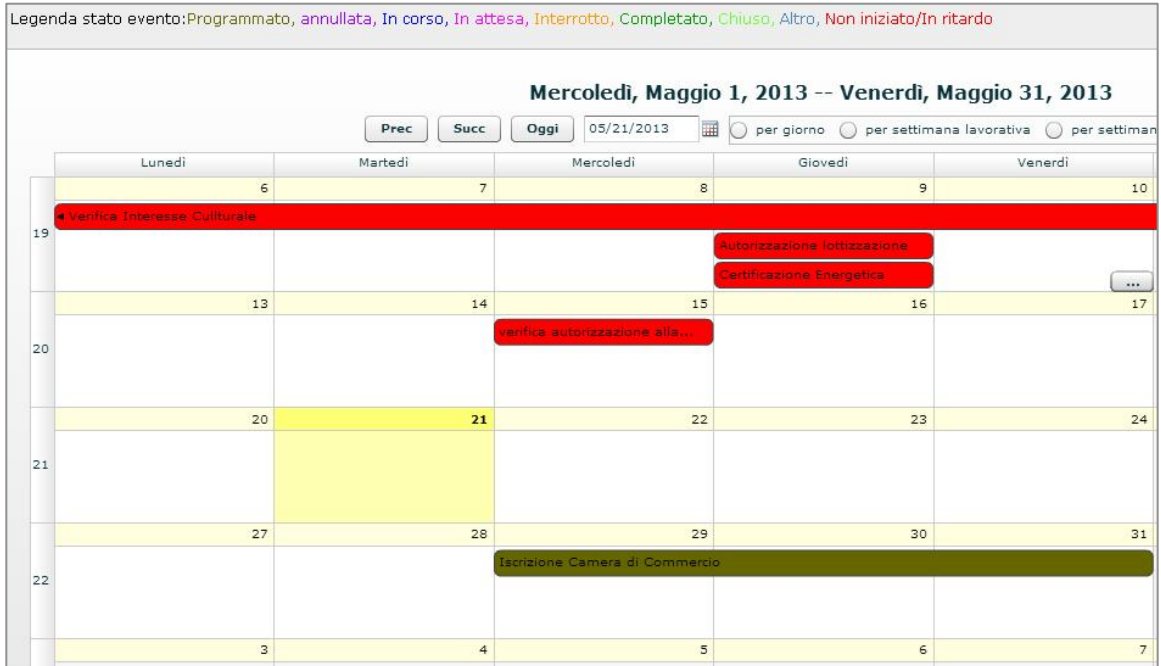 Legenda stato evento:Programmato, annullata, In corso, In attesa, Interrotto, Completato, Chiuso, Altro, Non iniziato/In ritardo
Mercoledì, Maggio 1, 2013 -- Venerdì, Maggio 31, 2013
Prec Succ Oggi 05/21/2013 per giorno per settimana lavorativa per settiman
Lunedì Martedì Mercoledì Giovedì Venerdì
6 7 8 9 10
19
Verifica Interesse Cuilturale
Autorizzazione lottizzazione
Certificazione Energetica
...
13 14 15 16 17
20
verifica autorizzazione alla...
20 21 22 23 24
21
27 28 29 30 31
22
Iscrizione Camera di Commercio
3 4 5 6 7